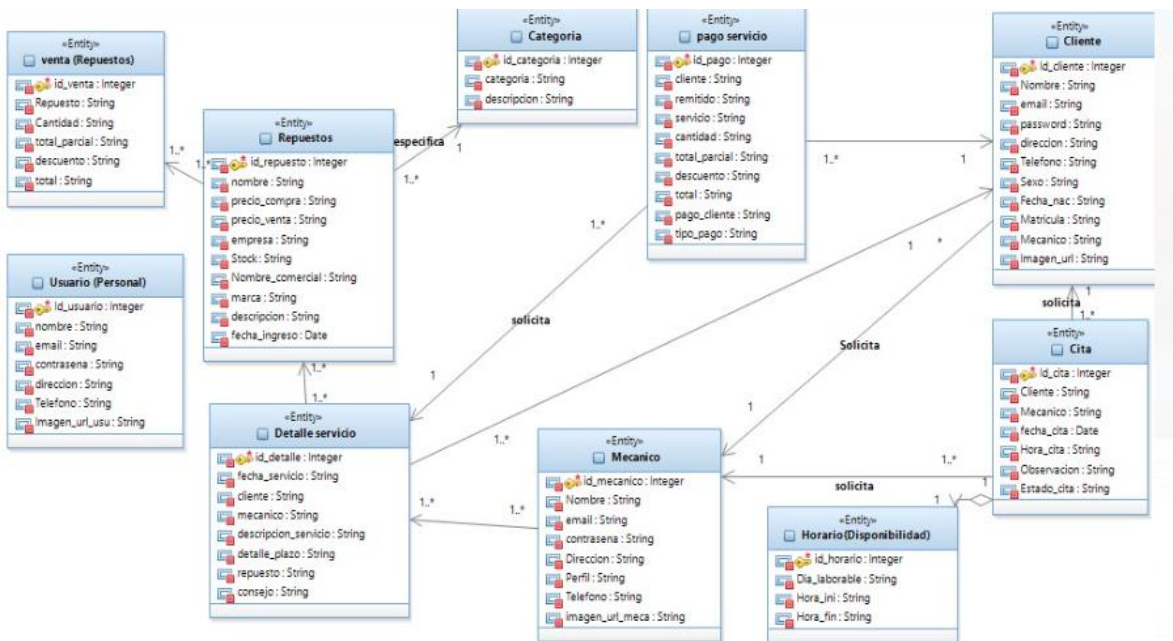 «Entity»
venta (Repuestos)
id_venta : Integer
Repuesto : String
Cantidad : String
total_parcial : String
descuento : String
total : String
«Entity»
Usuario (Personal)
Id_usuario : Integer
nombre : String
email : String
contrasena : String
direccion : String
Telefono : String
Imagen_url_usu : String
«Entity»
Repuestos
id_repuesto : Integer
nombre : String
precio_compra : String
precio_venta : String
empresa : String
Stock : String
Nombre_comercial : String
marca : String
descripcion : String
fecha_ingreso : Date
1..*
1..*
«Entity»
Categoria
id_categoria : Integer
categoria : String
descripcion : String
especifica
1
1..*
«Entity»
pago servicio
id_pago : Integer
cliente : String
remitido : String
servicio : String
cantidad : String
total_parcial : String
descuento : String
total : String
pago_cliente : String
tipo_pago : String
1..*
1
1..*
solicita
1
«Entity»
Cliente
Id_cliente : Integer
Nombre : String
email : String
password : String
direccion : String
Telefono : String
Sexo : String
Fecha_nac : String
Matricula : String
Mecanico : String
Imagen_url : String
1
*
Solicita
1
1
solicita
1..*
«Entity»
Cita
Id_cita : Integer
Cliente : String
Mecanico : String
fecha_cita : Date
Hora_cita : String
Observacion : String
Estado_cita : String
1..*
1..*
«Entity»
Detalle servicio
id_detalle : Integer
fecha_servicio : String
cliente : String
mecanico : String
descripcion_servicio : String
detalle_plazo : String
repuesto : String
consejo : String
1..*
1..*
1..*
«Entity»
Mecanico
id_mecanico : Integer
Nombre : String
email : String
contrasena : String
Direccion : String
Perfil : String
Telefono : String
imagen_url_meca : String
1
1..*
solicita
1
1
«Entity»
Horario(Disponibilidad)
id_horario : Integer
Dia_laborable : String
Hora_ini : String
Hora_fin : String